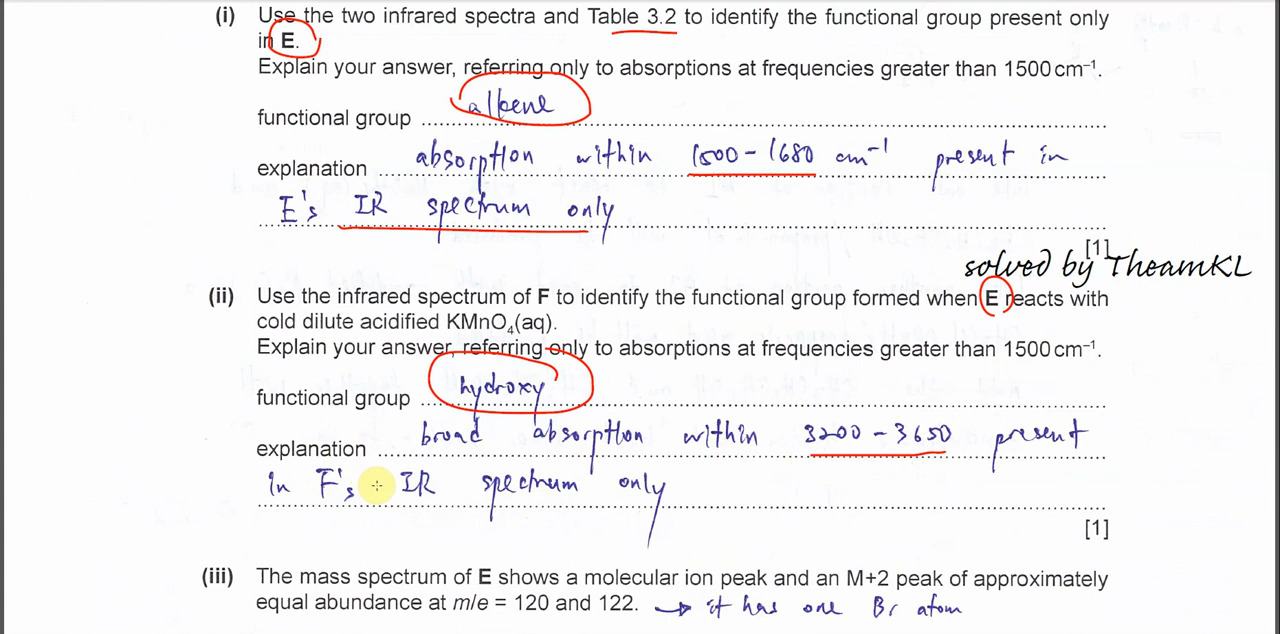 (i) Use the two infrared spectra and Table 3.2 to identify the functional group present only
in E.
Explain your answer, referring only to absorptions at frequencies greater than 1500 cm⁻¹.
functional group alkene
explanation absorption within 1500 - 1680 cm⁻¹ present in
E's IR spectrum only
[1]
solved by TheamKL
(ii) Use the infrared spectrum of F to identify the functional group formed when E reacts with
cold dilute acidified KMnO₄(aq).
Explain your answer, referring only to absorptions at frequencies greater than 1500 cm⁻¹.
functional group hydroxy
explanation broad absorption within 3200 - 3650 present
in F's IR spectrum only
[1]
(iii) The mass spectrum of E shows a molecular ion peak and an M+2 peak of approximately
equal abundance at m/e = 120 and 122. → it has one Br atom